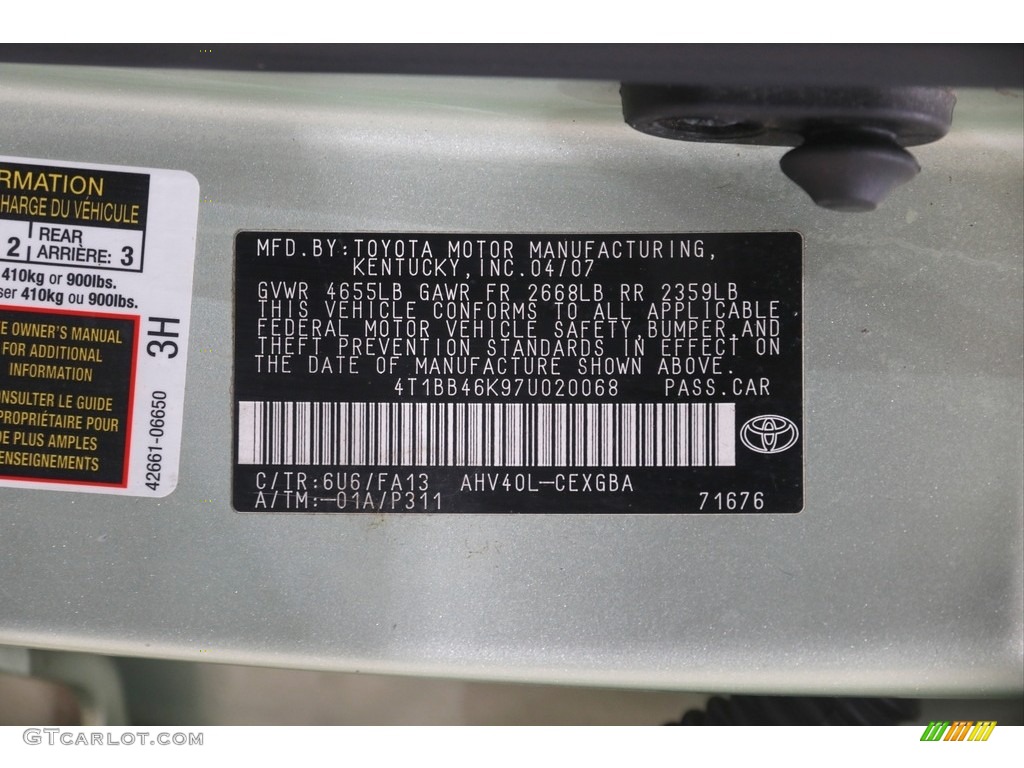 RMATION
HARGE DU VÉHICULE
2 REAR ARRIÈRE: 3
410kg or 900lbs.
ser 410kg ou 900lbs.
E OWNER'S MANUAL
FOR ADDITIONAL
INFORMATION
ONSULTER LE GUIDE
PROPRIÉTAIRE POUR
E PLUS AMPLES
ENSEIGNEMENTS
3H
42661-06650
MFD.BY:TOYOTA MOTOR MANUFACTURING,
KENTUCKY,INC.04/07
GVWR 4655LB GAWR FR 2668LB RR 2359LB
THIS VEHICLE CONFORMS TO ALL APPLICABLE
FEDERAL MOTOR VEHICLE SAFETY,BUMPER,AND
THEFT PREVENTION STANDARDS IN EFFECT ON
THE DATE OF MANUFACTURE SHOWN ABOVE.
4T1BB46K97U020068 PASS.CAR
C/TR:6U6/FA13 AHV40L-CEXGBA
A/TM:-01A/P311 71676
GTCarLot.com